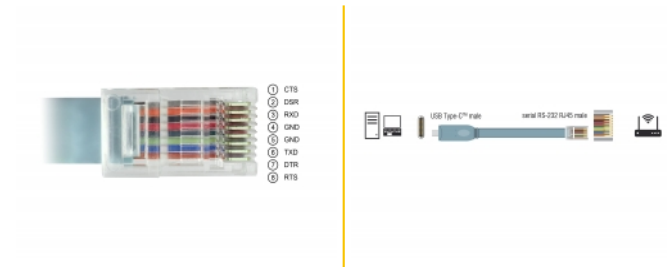 1 CTS
2 DSR
3 RXD
4 GND
5 GND
6 TXD
7 DTR
8 RTS
USB Type-C™ male
serial RS-232 RJ45 male